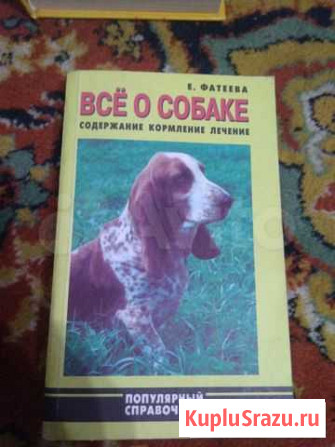 Е. ФАТЕЕВА
ВСЁ О СОБАКЕ
СОДЕРЖАНИЕ КОРМЛЕНИЕ ЛЕЧЕНИЕ
ПОПУЛЯРНЫЙ
KupluSrazu.ru